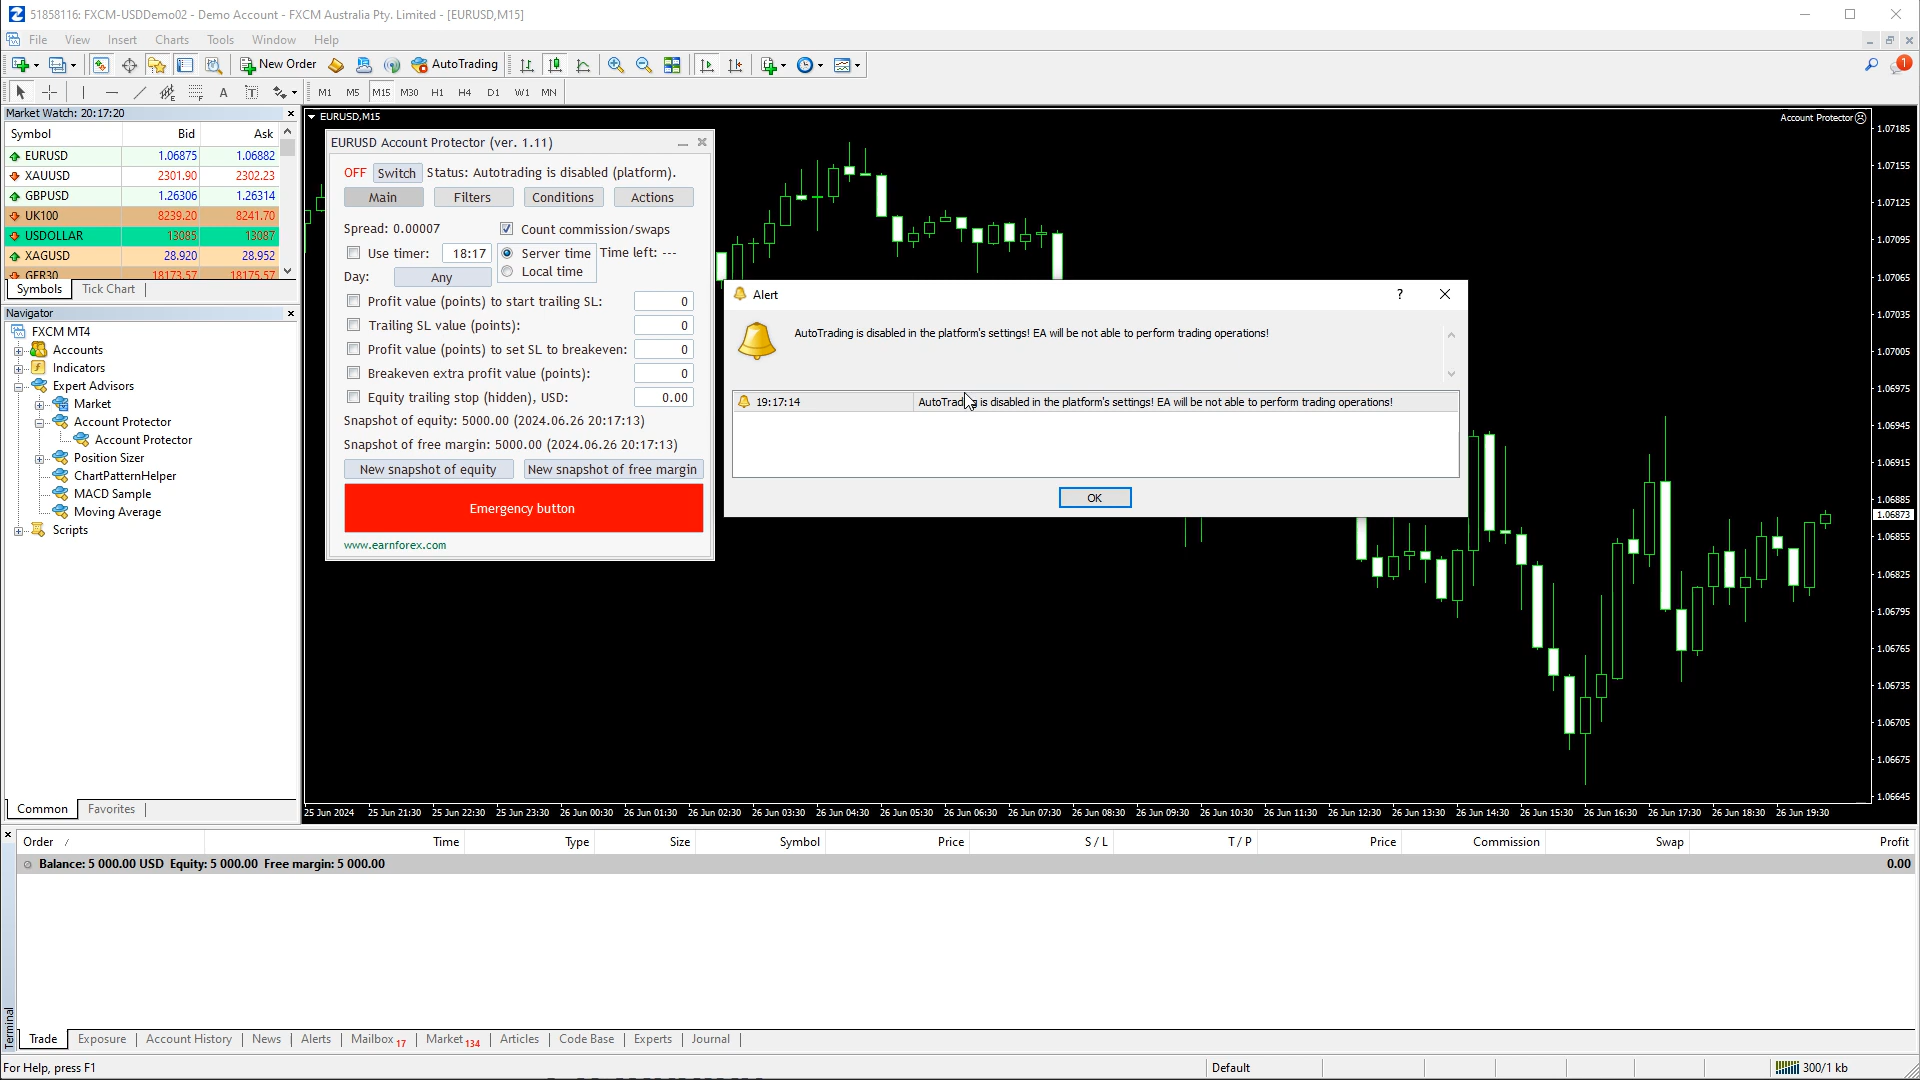 51858116: FXCM-USDDemo02 - Demo Account - FXCM Australia Pty. Limited - [EURUSD,M15]
File View Insert Charts Tools Window Help
New Order AutoTrading 1
A T M1 M5 M15 M30 H1 H4 D1 W1 MN
Market Watch: 20:17:20
Symbol Bid Ask
EURUSD 1.06875 1.06882
XAUUSD 2301.90 2302.23
GBPUSD 1.26306 1.26314
UK100 8239.20 8241.70
USDOLLAR 13085 13087
XAGUSD 28.920 28.952
GER30 18173.57 18175.57
Symbols Tick Chart
Navigator
FXCM MT4
Accounts
Indicators
Expert Advisors
Market
Account Protector
Account Protector
Position Sizer
ChartPatternHelper
MACD Sample
Moving Average
Scripts
Common Favorites
EURUSD,M15
Account Protector
EURUSD Account Protector (ver. 1.11)
OFF Switch Status: Autotrading is disabled (platform).
Main Filters Conditions Actions
Spread: 0.00007 Count commission/swaps
Use timer: 18:17 Server time Time left: ---
Local time
Day: Any
Profit value (points) to start trailing SL: 0
Trailing SL value (points): 0
Profit value (points) to set SL to breakeven: 0
Breakeven extra profit value (points): 0
Equity trailing stop (hidden), USD: 0.00
Snapshot of equity: 5000.00 (2024.06.26 20:17:13)
Snapshot of free margin: 5000.00 (2024.06.26 20:17:13)
New snapshot of equity New snapshot of free margin
Emergency button
www.earnforex.com
Alert ?
AutoTrading is disabled in the platform's settings! EA will be not able to perform trading operations!
19:17:14 AutoTrading is disabled in the platform's settings! EA will be not able to perform trading operations!
OK
1.07185
1.07155
1.07125
1.07095
1.07065
1.07035
1.07005
1.06975
1.06945
1.06915
1.06885
1.06873
1.06855
1.06825
1.06795
1.06765
1.06735
1.06705
1.06675
1.06645
25 Jun 2024 25 Jun 21:30 25 Jun 22:30 25 Jun 23:30 26 Jun 00:30 26 Jun 01:30 26 Jun 02:30 26 Jun 03:30 26 Jun 04:30 26 Jun 05:30 26 Jun 06:30 26 Jun 07:30 26 Jun 08:30 26 Jun 09:30 26 Jun 10:30 26 Jun 11:30 26 Jun 12:30 26 Jun 13:30 26 Jun 14:30 26 Jun 15:30 26 Jun 16:30 26 Jun 17:30 26 Jun 18:30 26 Jun 19:30
Order / Time Type Size Symbol Price S / L T / P Price Commission Swap Profit
Balance: 5 000.00 USD Equity: 5 000.00 Free margin: 5 000.00 0.00
Terminal
Trade Exposure Account History News Alerts Mailbox 17 Market 134 Articles Code Base Experts Journal
For Help, press F1 Default 300/1 kb